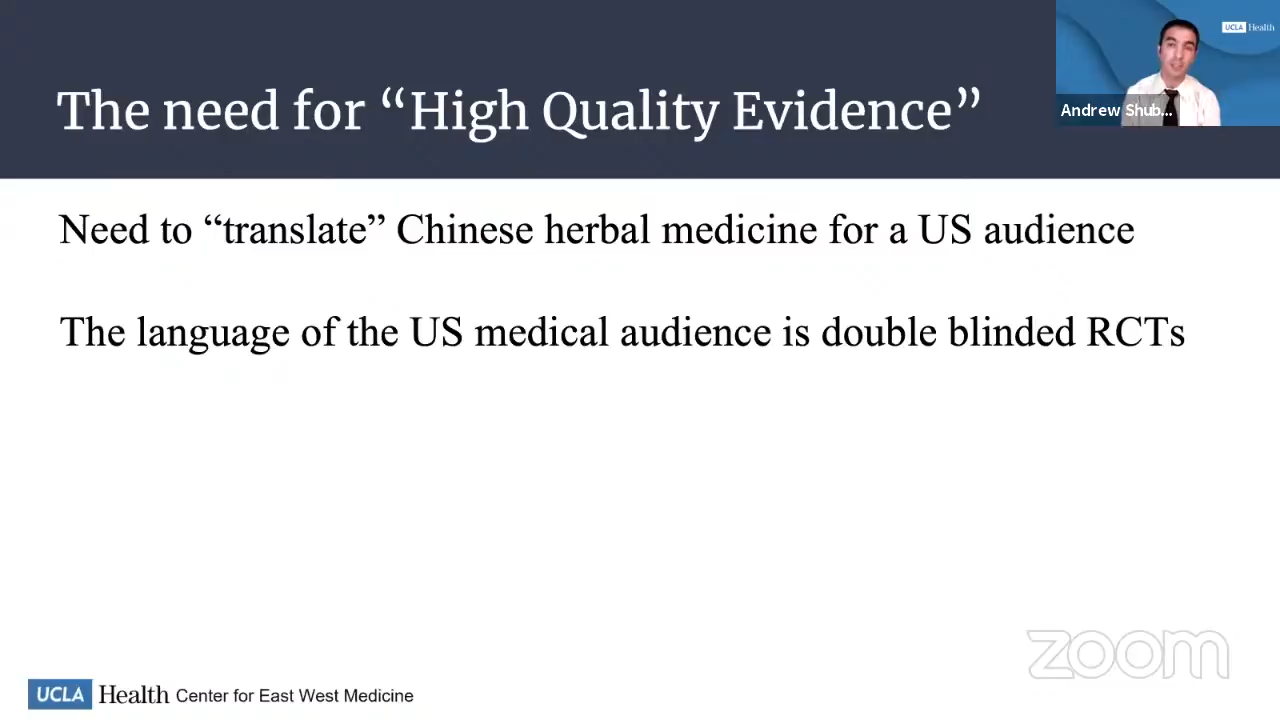 The need for “High Quality Evidence”
UCLA Health
Andrew Shub...
Need to “translate” Chinese herbal medicine for a US audience
The language of the US medical audience is double blinded RCTs
zoom
UCLA Health Center for East West Medicine